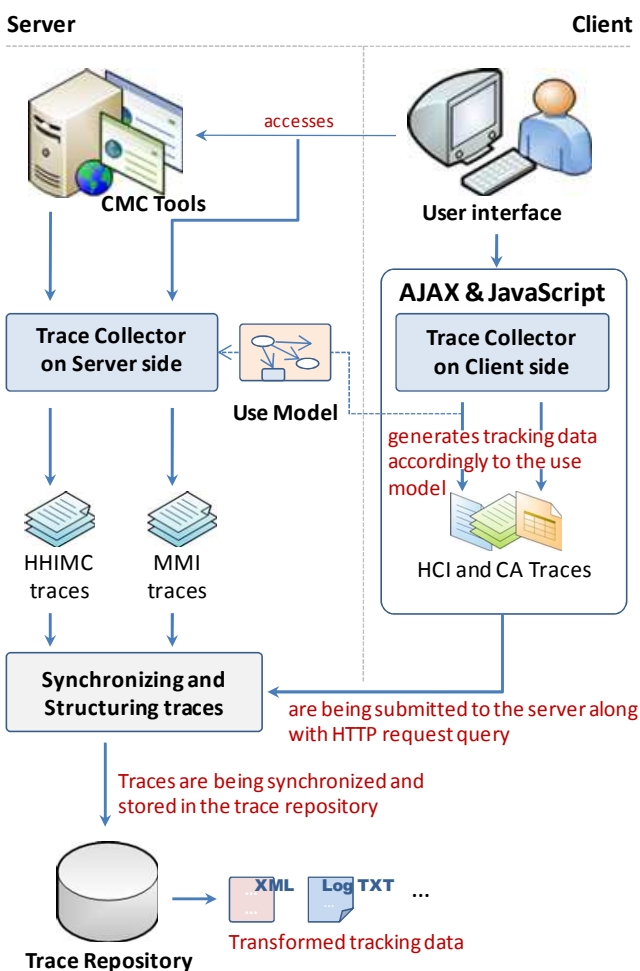 Server
Client
accesses
CMC Tools
User interface
AJAX & JavaScript
Trace Collector
on Server side
Use Model
Trace Collector
on Client side
generates tracking data
accordingly to the use
model
HHIMC
traces
MMI
traces
HCI and CA Traces
Synchronizing and
Structuring traces
are being submitted to the server along
with HTTP request query
Traces are being synchronized and
stored in the trace repository
XML
...
...
Log TXT
...
...
Transformed tracking data
Trace Repository